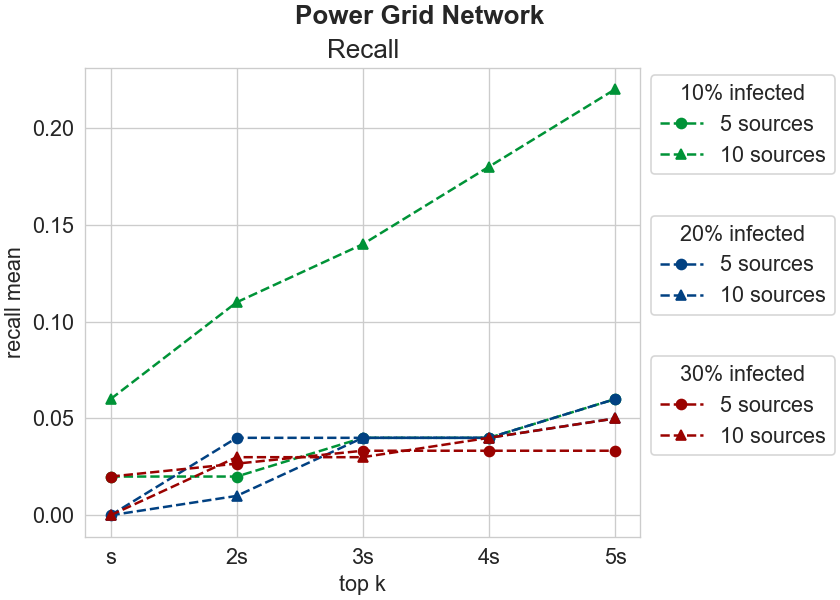 Power Grid Network
Recall
0.20
0.15
0.10
0.05
0.00
recall mean
s 2s 3s 4s 5s
top k
10% infected
5 sources
10 sources
20% infected
5 sources
10 sources
30% infected
5 sources
10 sources